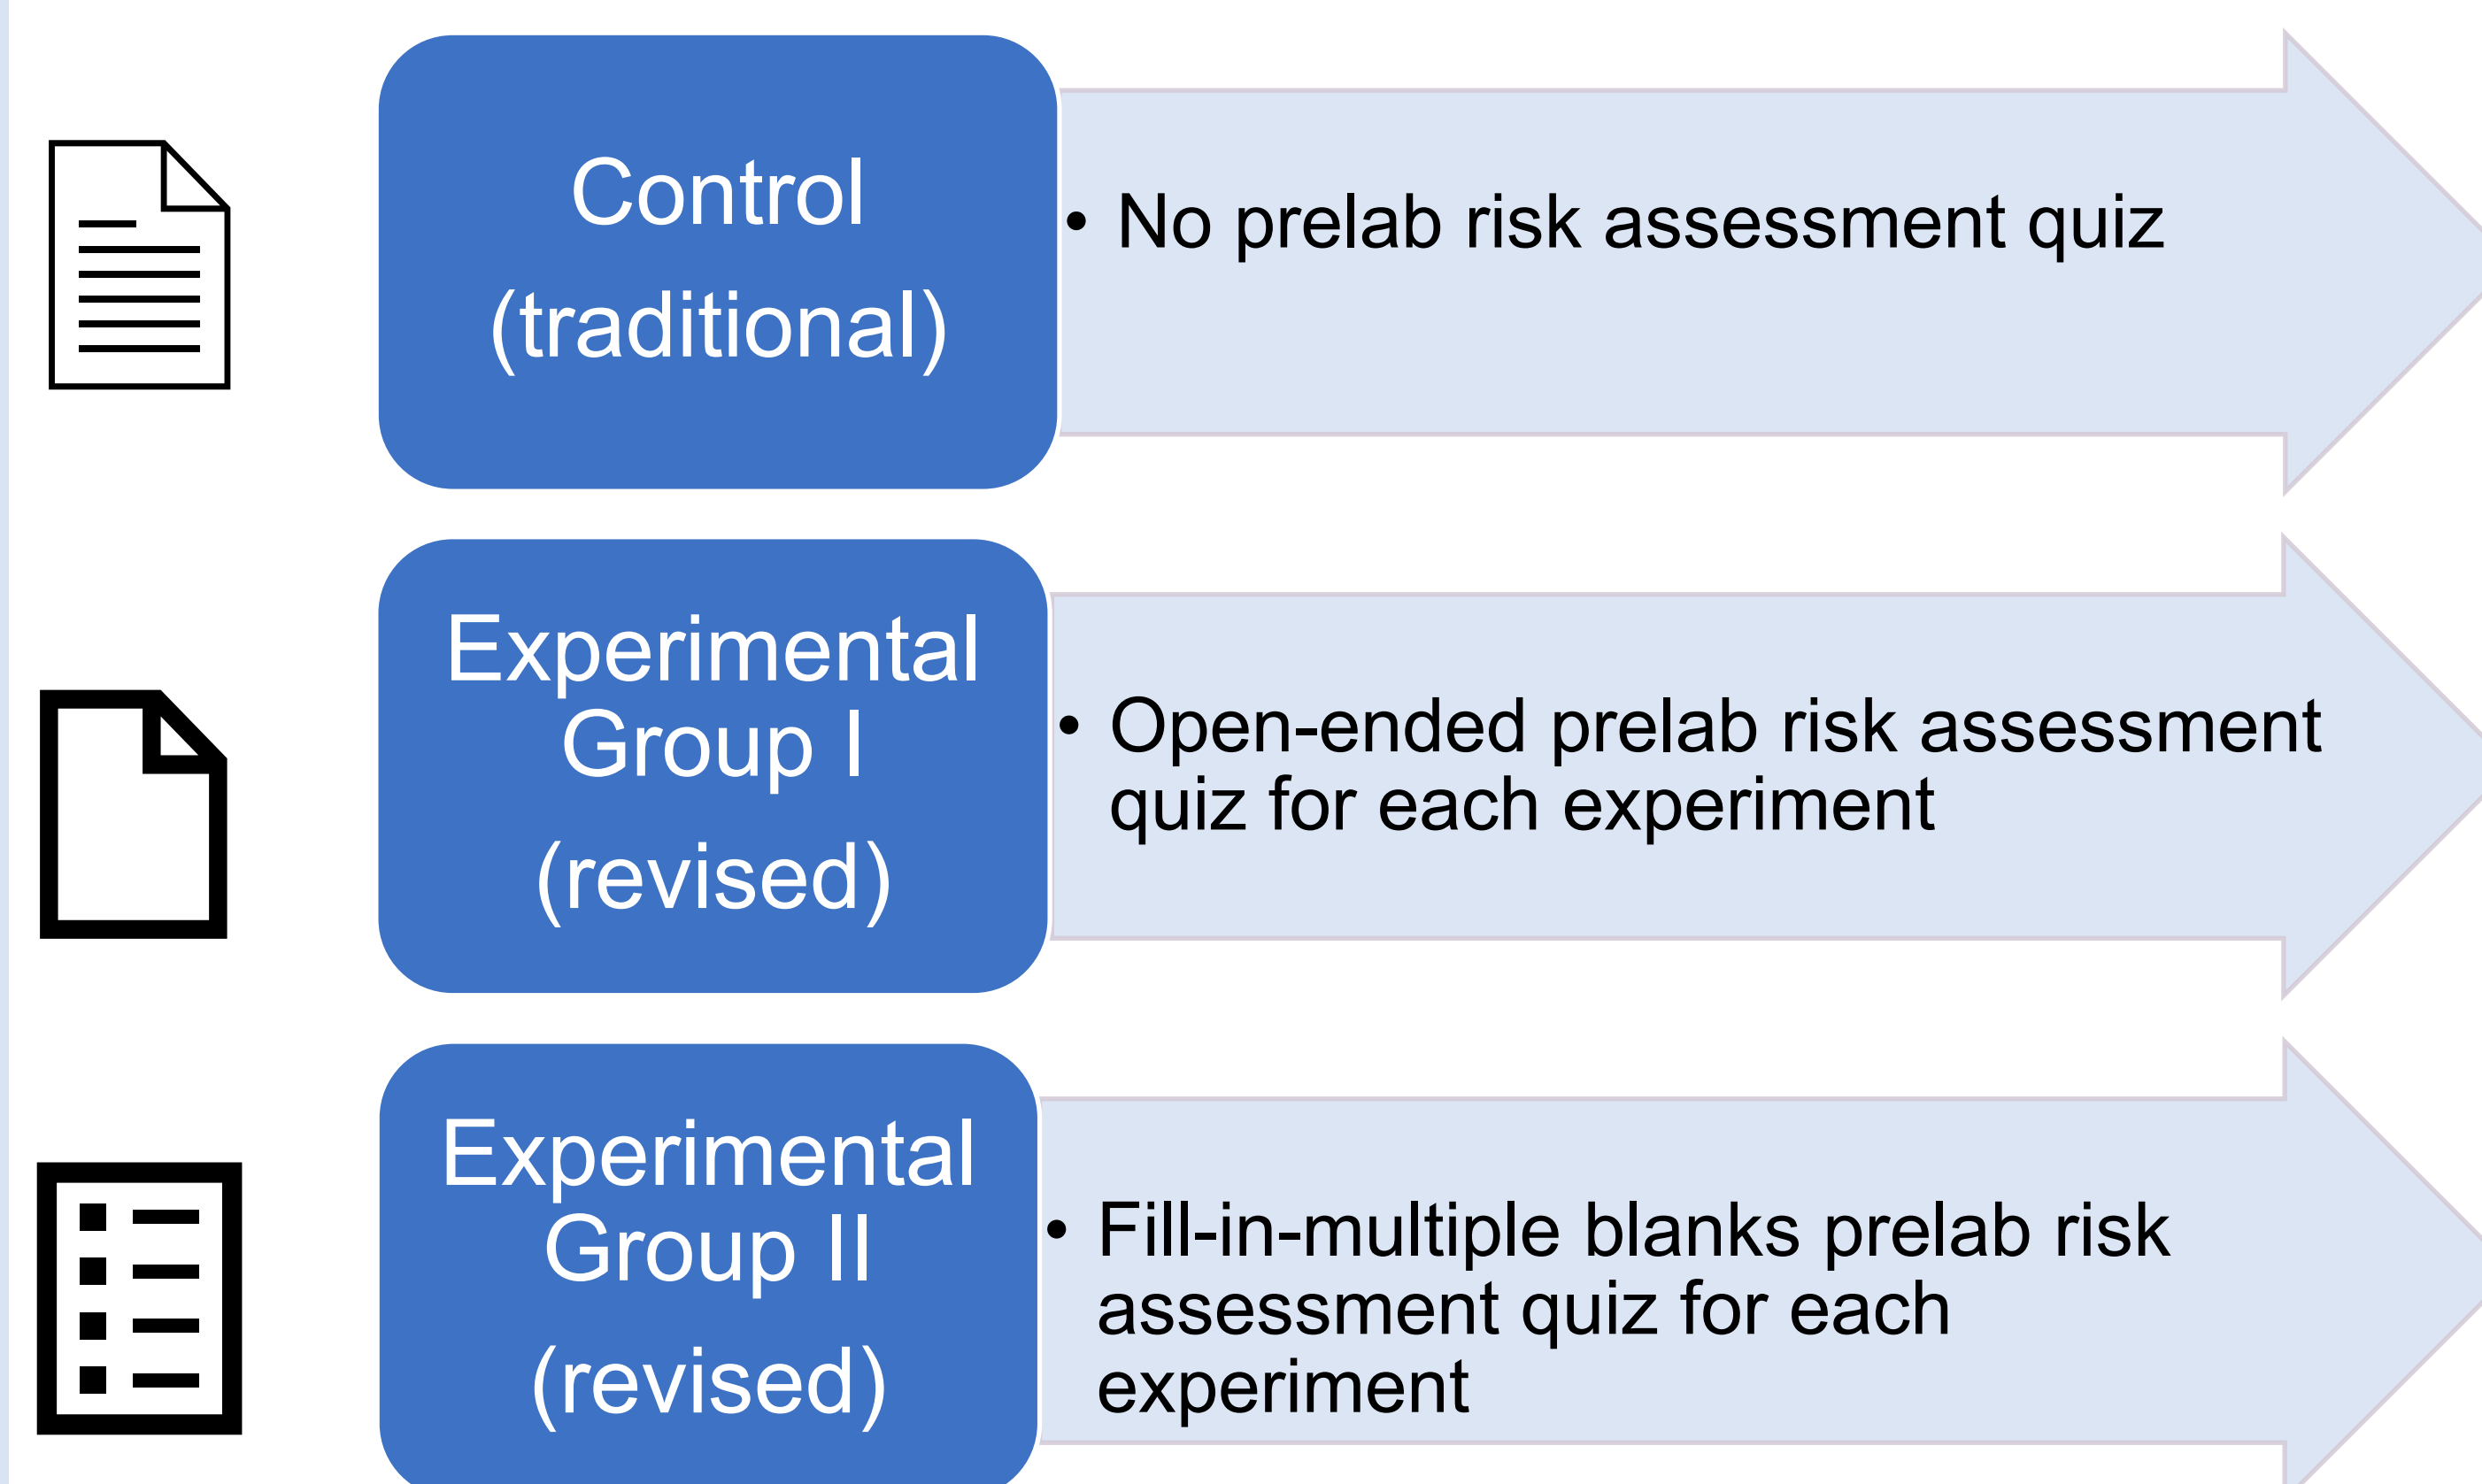 Control
(traditional)
• No prelab risk assessment quiz
Experimental
Group I
(revised)
• Open-ended prelab risk assessment
quiz for each experiment
Experimental
Group II
(revised)
• Fill-in-multiple blanks prelab risk
assessment quiz for each
experiment